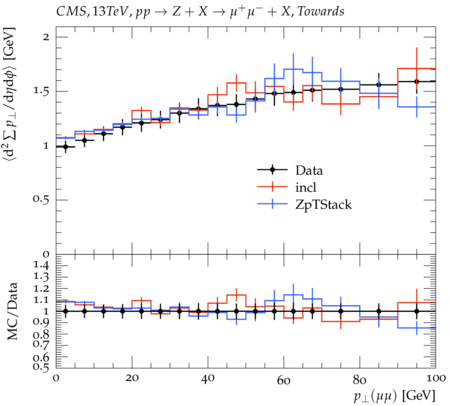 CMS, 13TeV, pp → Z + X → μ⁺μ⁻ + X, Towards
⟨d² ∑ p⊥ /dηdϕ⟩ [GeV]
2
1.5
1
0.5
0
Data
incl
ZpTStack
MC/Data
1.4
1.3
1.2
1.1
1
0.9
0.8
0.7
0.6
0.5
0 20 40 60 80 100
p⊥(μμ) [GeV]